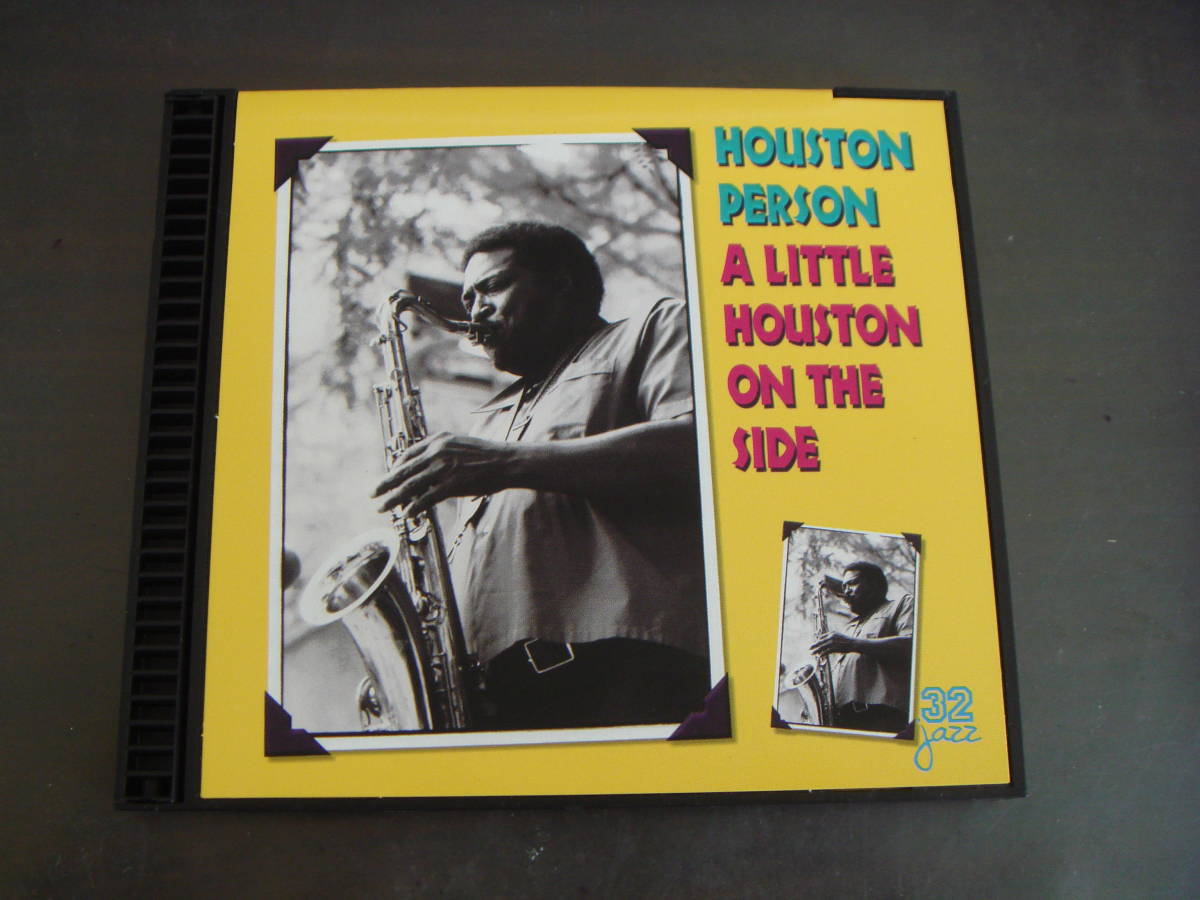 HOUSTON
PERSON
A LITTLE
HOUSTON
ON THE
SIDE
32
jazz